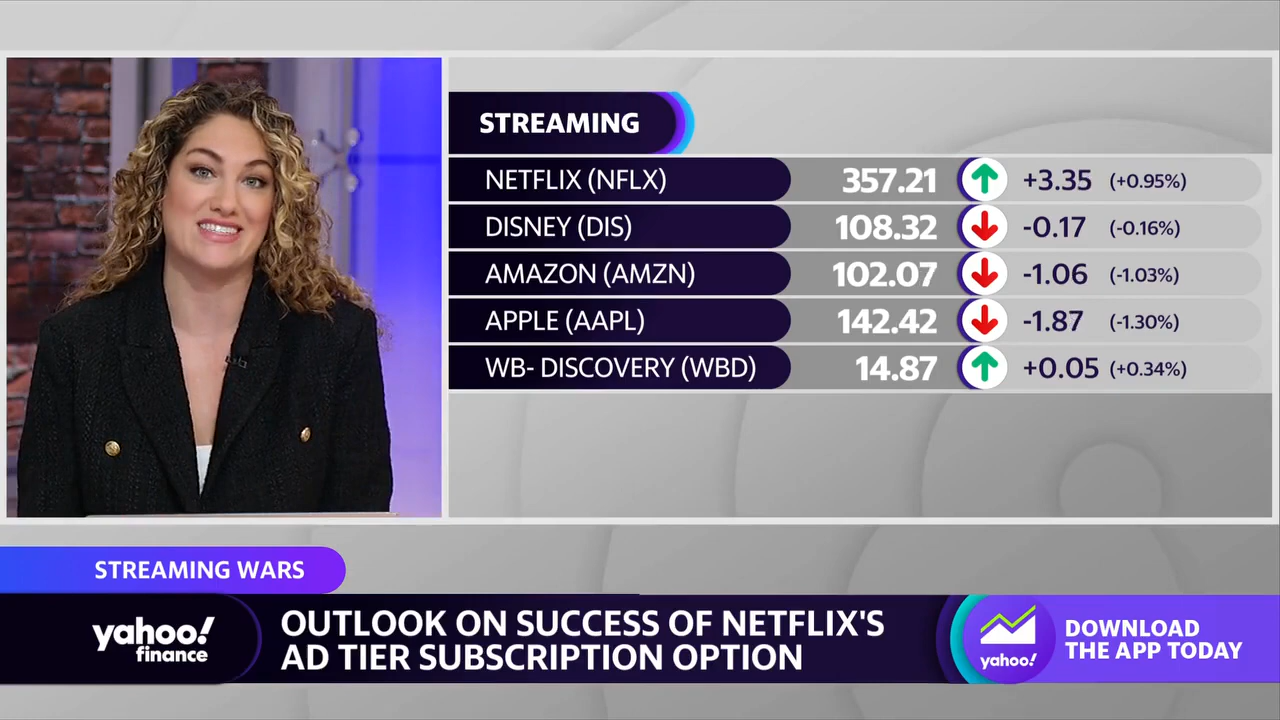 STREAMING
NETFLIX (NFLX) 357.21 +3.35 (+0.95%)
DISNEY (DIS) 108.32 -0.17 (-0.16%)
AMAZON (AMZN) 102.07 -1.06 (-1.03%)
APPLE (AAPL) 142.42 -1.87 (-1.30%)
WB- DISCOVERY (WBD) 14.87 +0.05 (+0.34%)
STREAMING WARS
yahoo!
finance
OUTLOOK ON SUCCESS OF NETFLIX'S
AD TIER SUBSCRIPTION OPTION
yahoo!
DOWNLOAD
THE APP TODAY